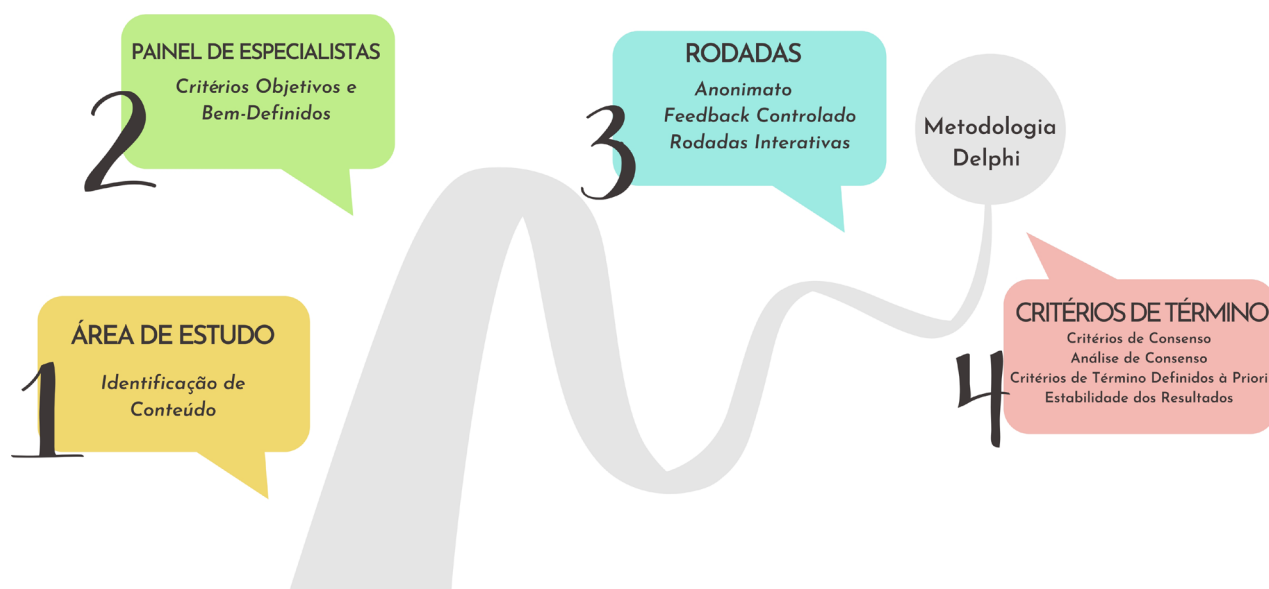 1
ÁREA DE ESTUDO
Identificação de
Conteúdo
2
PAINEL DE ESPECIALISTAS
Critérios Objetivos e
Bem-Definidos
3
RODADAS
Anonimato
Feedback Controlado
Rodadas Interativas
4
CRITÉRIOS DE TÉRMINO
Critérios de Consenso
Análise de Consenso
Critérios de Término Definidos à Priori
Estabilidade dos Resultados
Metodologia
Delphi